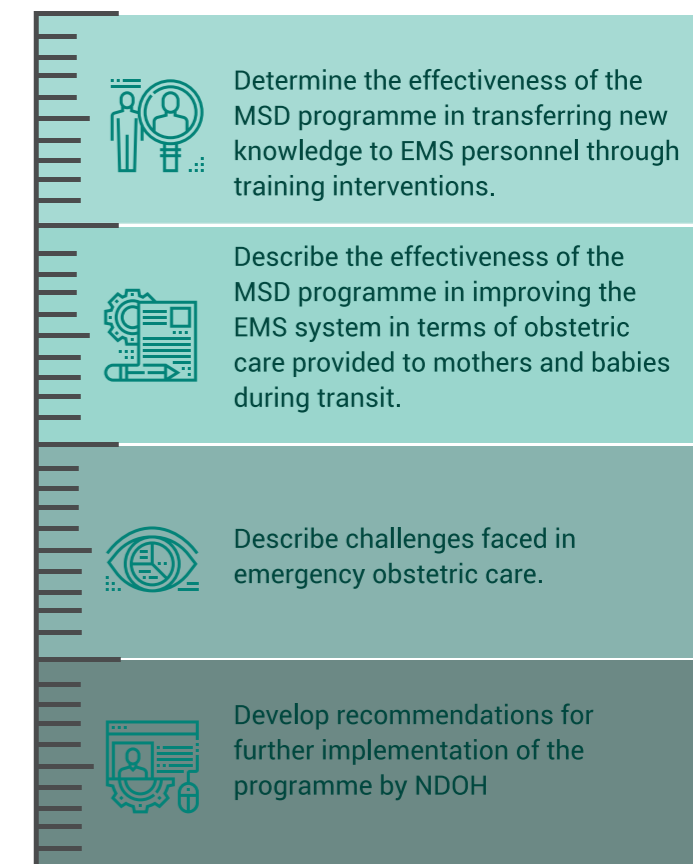 Determine the effectiveness of the
MSD programme in transferring new
knowledge to EMS personnel through
training interventions.
Describe the effectiveness of the
MSD programme in improving the
EMS system in terms of obstetric
care provided to mothers and babies
during transit.
Describe challenges faced in
emergency obstetric care.
Develop recommendations for
further implementation of the
programme by NDOH